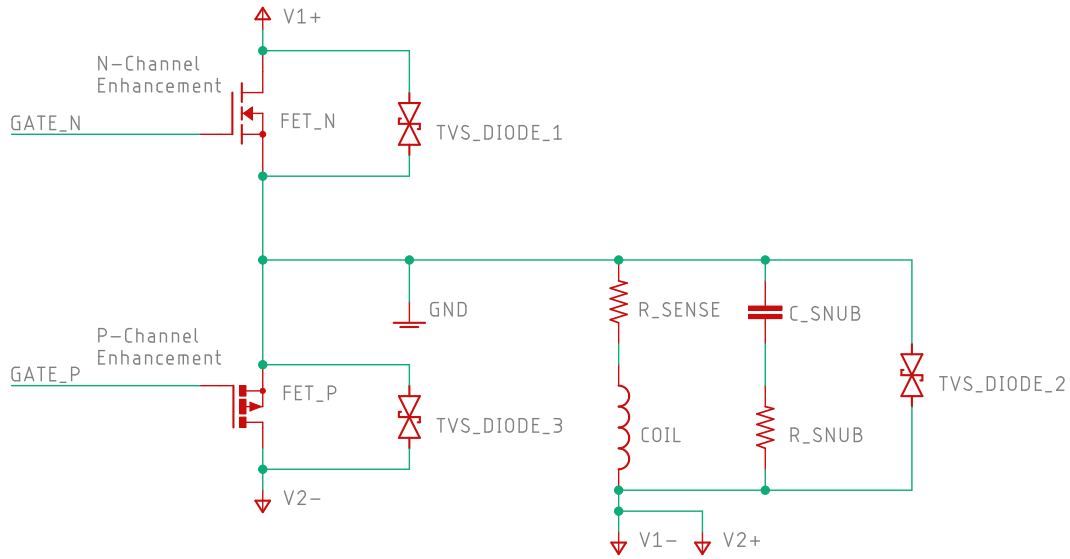 V1+
N-Channel
Enhancement
GATE_N
FET_N
TVS_DIODE_1
GND
R_SENSE
C_SNUB
P-Channel
Enhancement
GATE_P
FET_P
TVS_DIODE_2
TVS_DIODE_3
COIL
R_SNUB
V2-
V1-
V2+